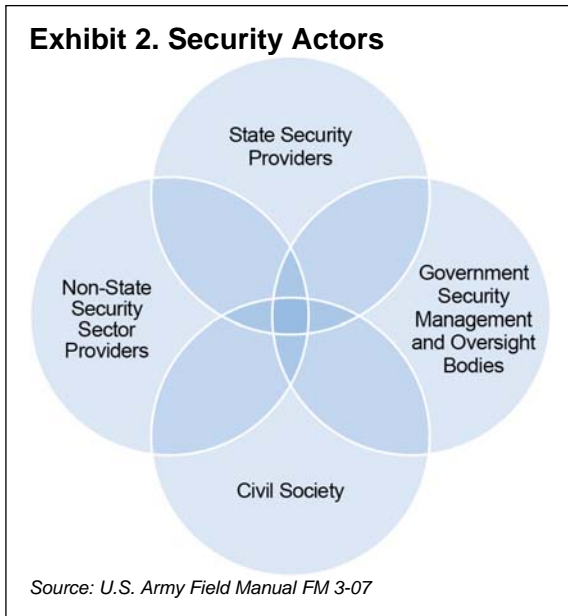 Exhibit 2. Security Actors
State Security
Providers
Non-State
Security
Sector
Providers
Government
Security
Management
and Oversight
Bodies
Civil Society
Source: U.S. Army Field Manual FM 3-07